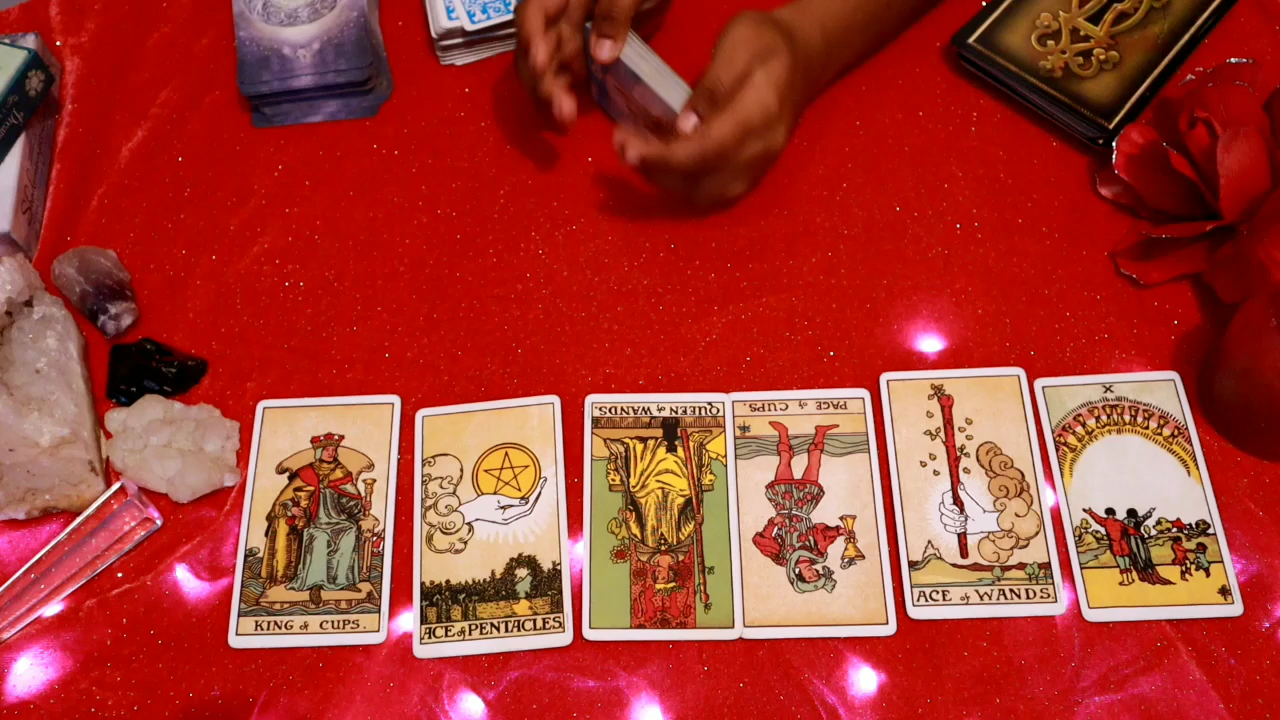 QUEEN of WANDS.
PAGE of CUPS.
X
KING of CUPS.
ACE of PENTACLES.
ACE of WANDS.